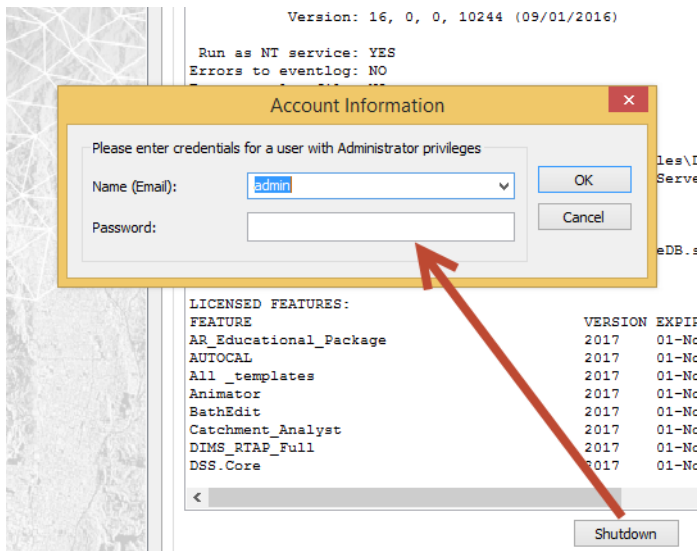 Version: 16, 0, 0, 10244 (09/01/2016)
Run as NT service: YES
Errors to eventlog: NO
Account Information
Please enter credentials for a user with Administrator privileges
Name (Email): admin OK
Password: Cancel
LICENSED FEATURES:
FEATURE VERSION
AR_Educational_Package 2017
AUTOCAL 2017
All _templates 2017
Animator 2017
BathEdit 2017
Catchment_Analyst 2017
DIMS_RTAP_Full 2017
DSS.Core 2017
Shutdown